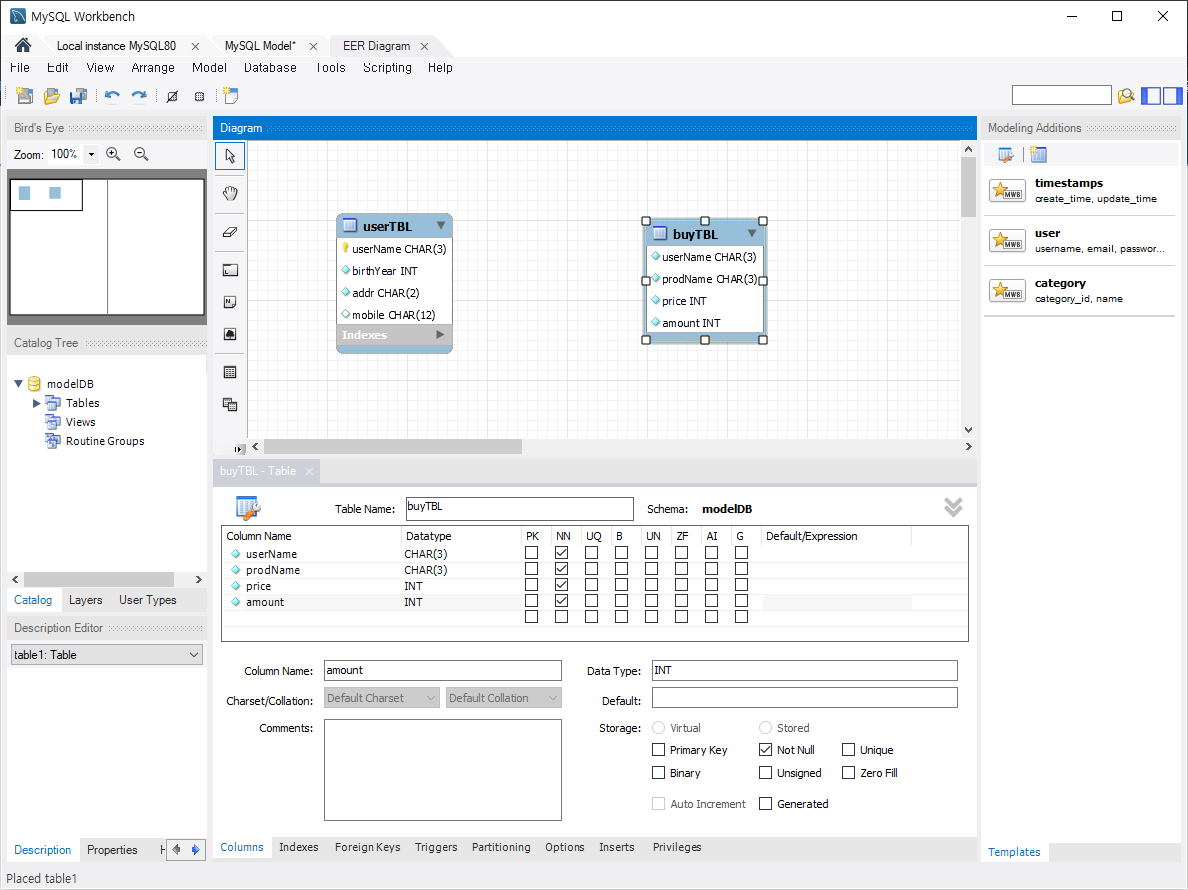 MySQL Workbench
Local instance MySQL80 MySQL Model* EER Diagram
File Edit View Arrange Model Database Tools Scripting Help
Bird's Eye
Zoom: 100%
Diagram
Modeling Additions
timestamps
create_time, update_time
user
username, email, passwor...
category
category_id, name
userTBL
userName CHAR(3)
birthYear INT
addr CHAR(2)
mobile CHAR(12)
Indexes
buyTBL
userName CHAR(3)
prodName CHAR(3)
price INT
amount INT
Catalog Tree
modelDB
Tables
Views
Routine Groups
Catalog Layers User Types
Description Editor
table1: Table
buyTBL - Table
Table Name: buyTBL Schema: modelDB
Column Name Datatype PK NN UQ B UN ZF AI G Default/Expression
userName CHAR(3)
prodName CHAR(3)
price INT
amount INT
Column Name: amount Data Type: INT
Charset/Collation: Default Charset Default Collation Default:
Comments: Storage: Virtual Stored
Primary Key Not Null Unique
Binary Unsigned Zero Fill
Auto Increment Generated
Description Properties
Columns Indexes Foreign Keys Triggers Partitioning Options Inserts Privileges
Templates
Placed table1